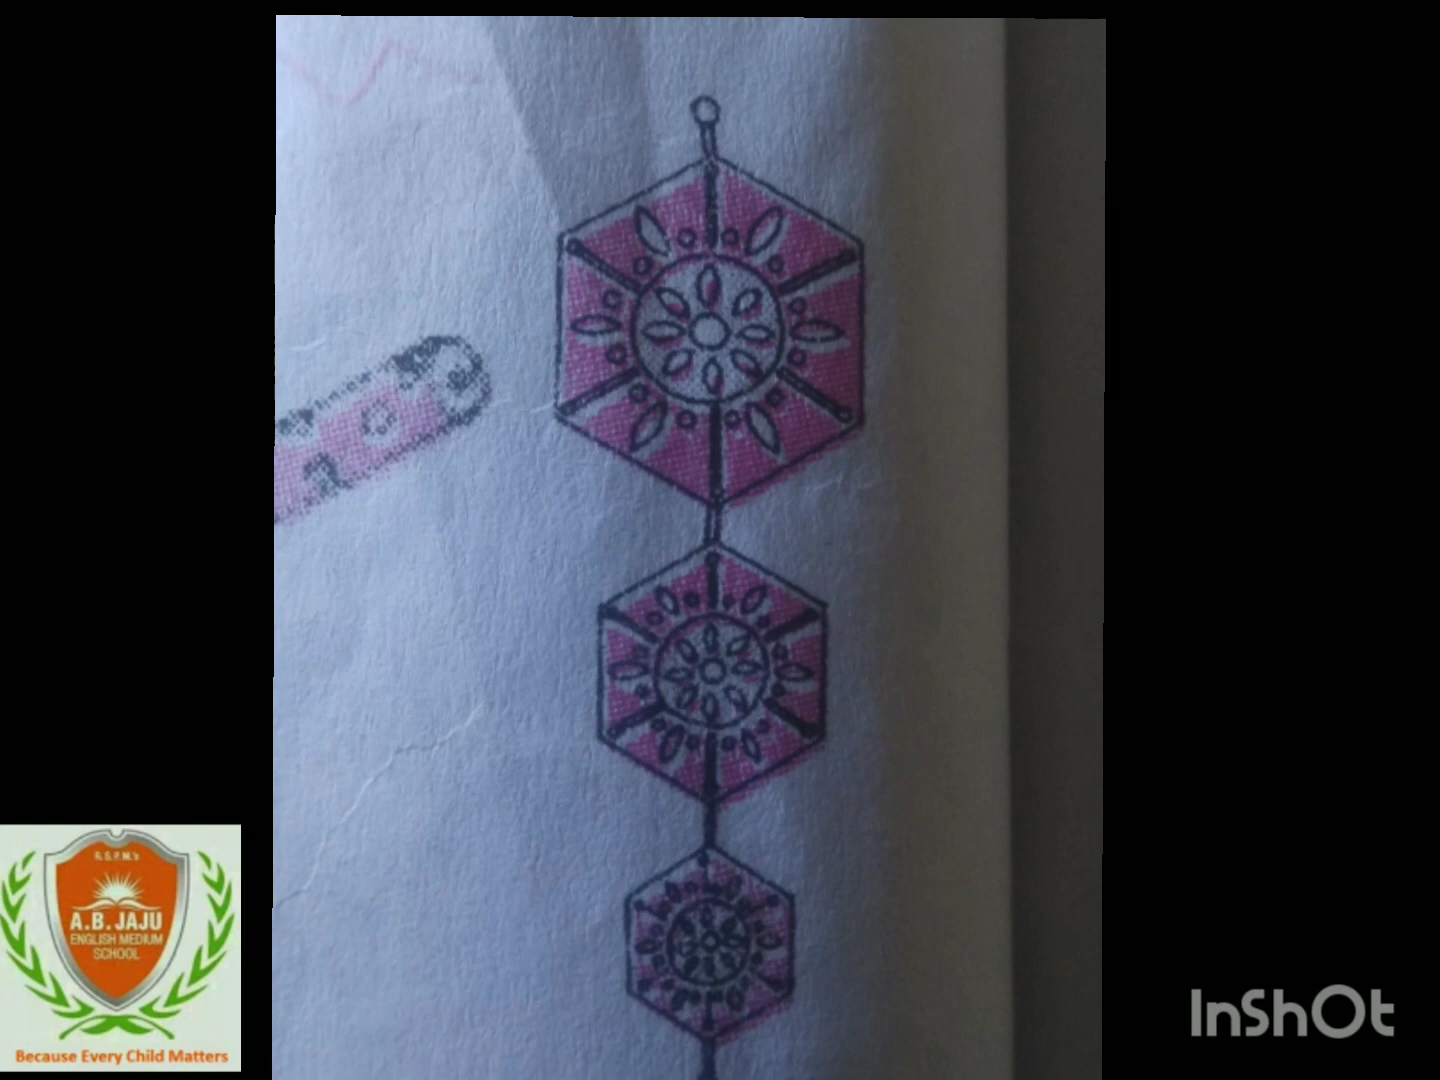 R.S.P.M.'s
A.B. JAJU
ENGLISH MEDIUM
SCHOOL
Because Every Child Matters
InShOt